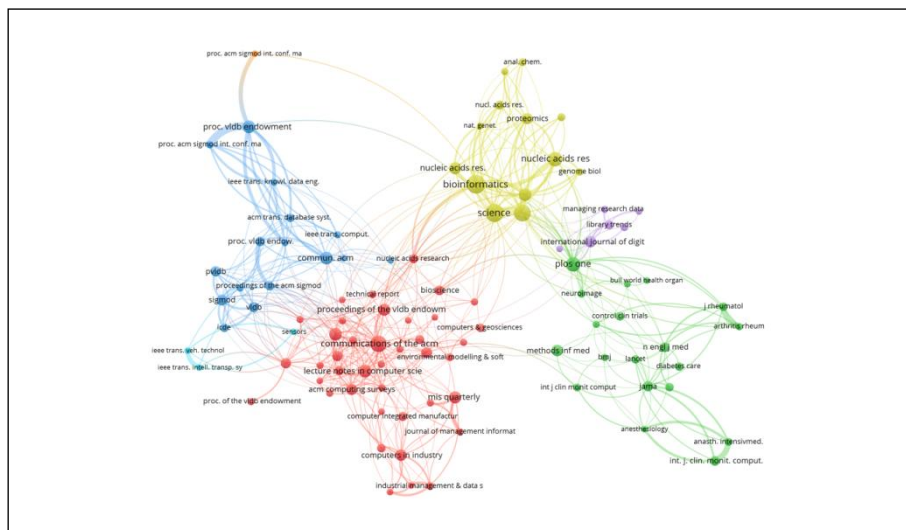 proc. acm sigmod int. conf. ma
anal. chem.
nucl. acids res.
proteomics
nat. genet.
proc. vldb endowment
proc. acm sigmod int. conf. ma
nucleic acids res
nucleic acids res.
genome biol
ieee trans. knowl. data eng.
bioinformatics
managing research data
science
acm trans. database syst.
library trends
ieee trans. comput.
proc. vldb endow.
international journal of digit
commun. acm
nucleic acids research
plos one
pvldb
bull world health organ
proceedings of the acm sigmod
bioscience
neuroimage
technical report
sigmod
vldb
proceedings of the vldb endowm
j rheumatol
control clin trials
icde
sensors
computers & geosciences
arthritis rheum
communications of the acm
n engl j med
ieee trans. veh. technol
methods inf med
environmental modelling & soft
bmj
lancet
ieee trans. intell. transp. sy
lecture notes in computer scie
diabetes care
acm computing surveys
int j clin monit comput
jama
mis quarterly
proc. of the vldb endowment
computer integrated manufactur
anesthesiology
journal of management informat
anasth. intensivmed.
computers in industry
int. j. clin. monit. comput.
industrial management & data s